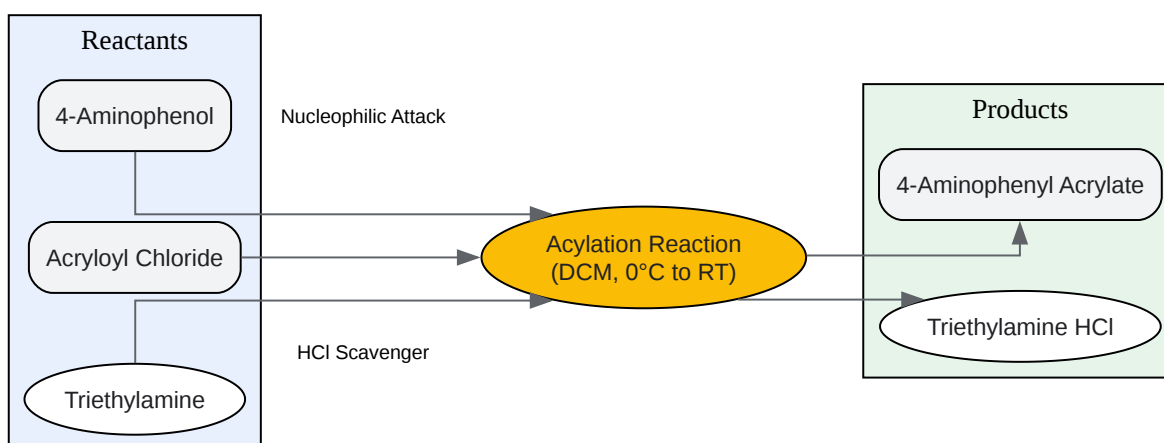 Reactants
4-Aminophenol
Nucleophilic Attack
Products
4-Aminophenyl Acrylate
Acryloyl Chloride
Acylation Reaction
(DCM, 0°C to RT)
Triethylamine HCl
HCl Scavenger
Triethylamine